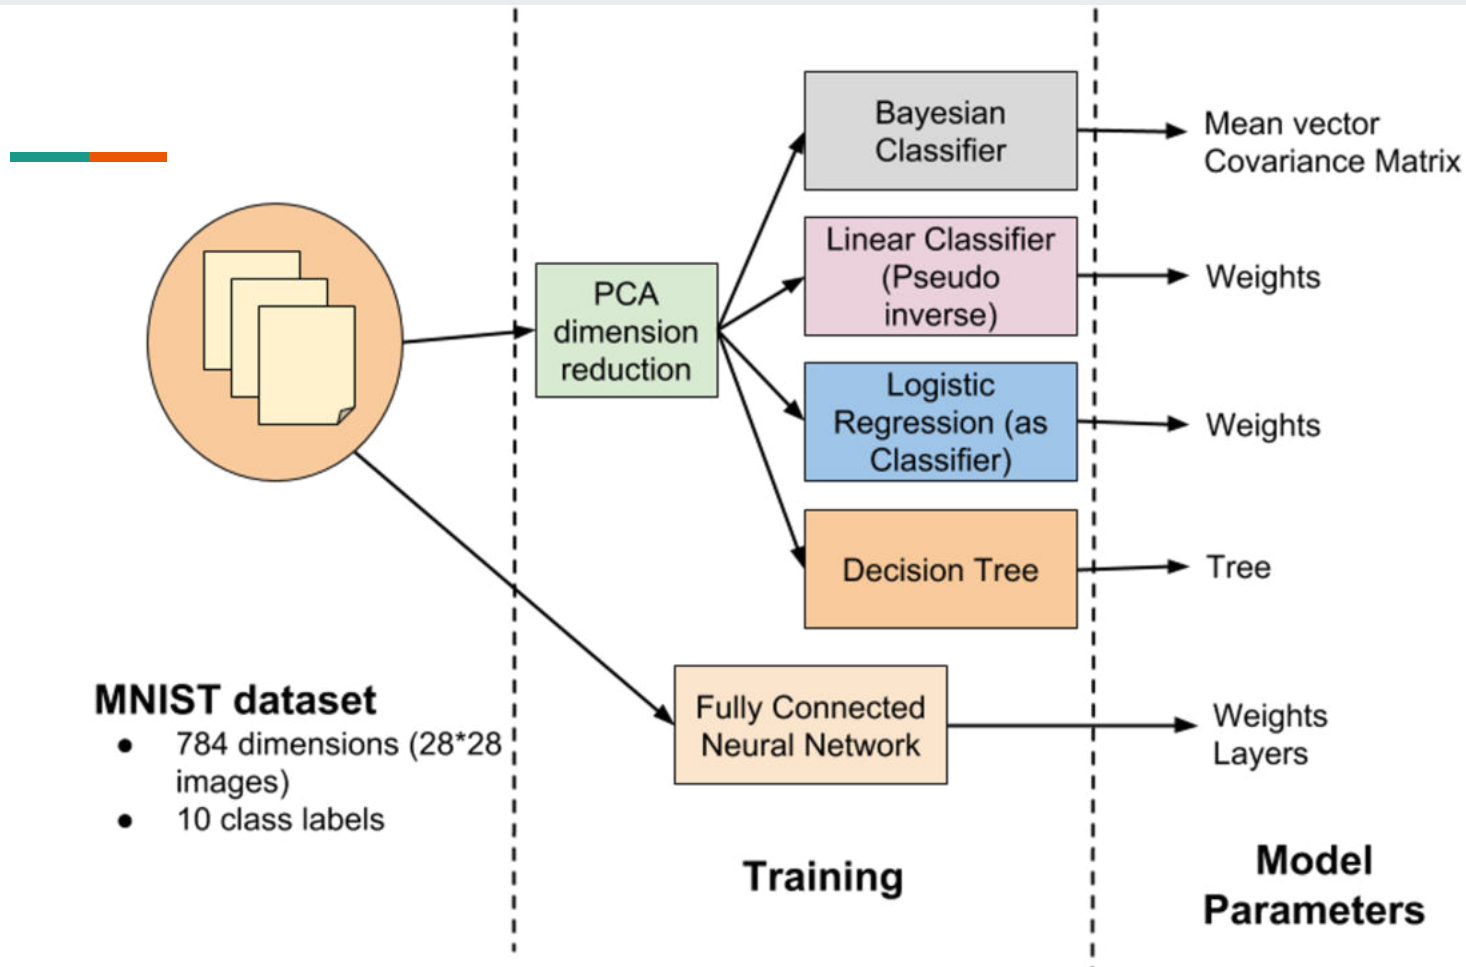 Bayesian
Classifier
Mean vector
Covariance Matrix
Linear Classifier
(Pseudo
inverse)
Weights
PCA
dimension
reduction
Logistic
Regression (as
Classifier)
Weights
Decision Tree
Tree
MNIST dataset
● 784 dimensions (28*28
images)
● 10 class labels
Fully Connected
Neural Network
Weights
Layers
Training
Model
Parameters